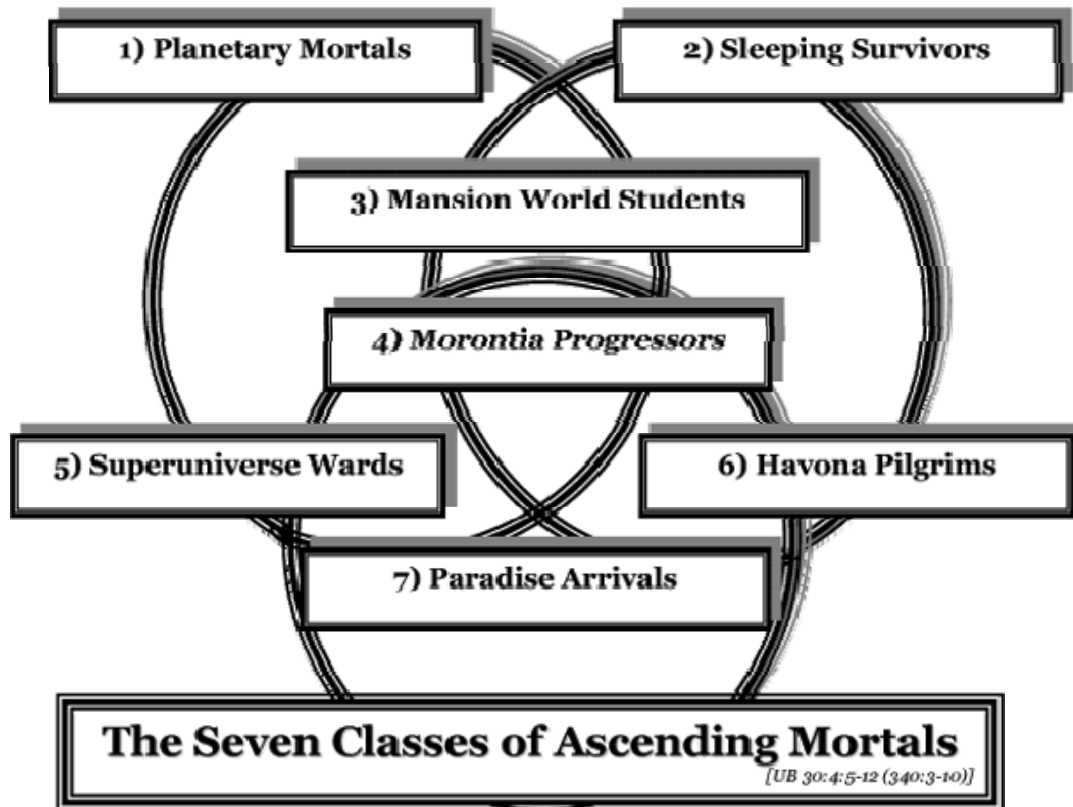 1) Planetary Mortals
2) Sleeping Survivors
3) Mansion World Students
4) Morontia Progressors
5) Superuniverse Wards
6) Havona Pilgrims
7) Paradise Arrivals
The Seven Classes of Ascending Mortals
[UB 30:4:5-12 (340:3-10)]